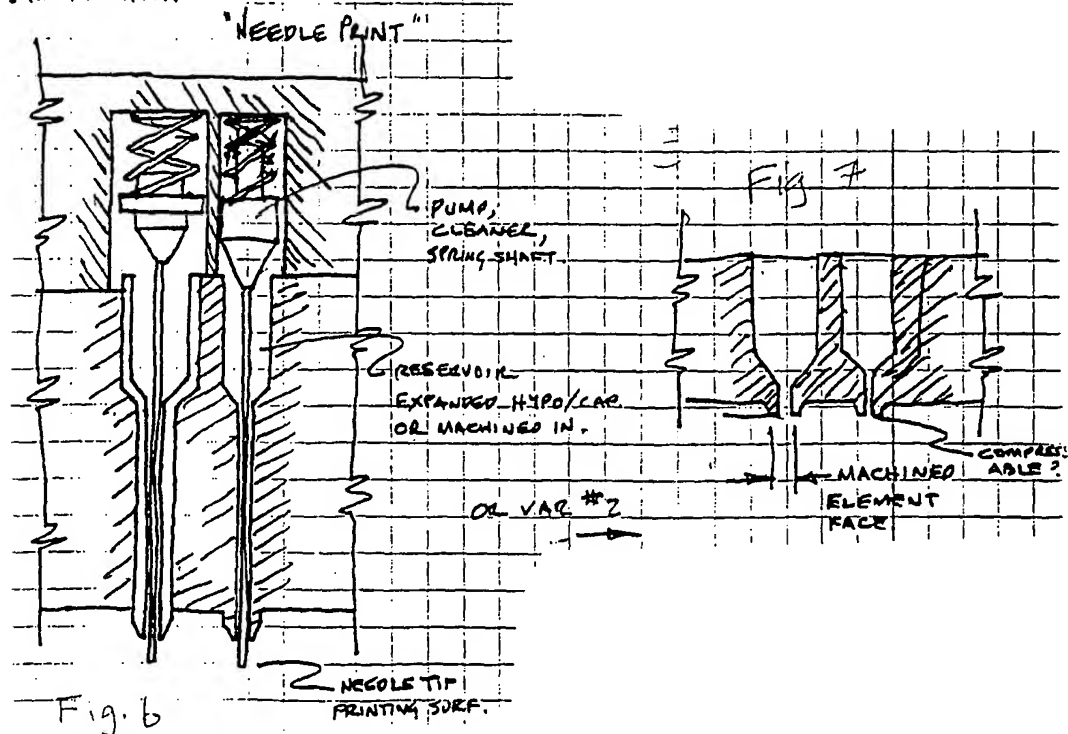 "NEEDLE PRINT"
PUMP,
CLEANER,
SPRING SHAFT.
RESERVOIR
EXPANDED HYPO/CAP.
OR MACHINED IN.
NEEDLE TIP
PRINTING SURF.
Fig. 6
OR VAR #2
Fig 7
COMPRESS-
ABLE?
MACHINED
ELEMENT
FACE